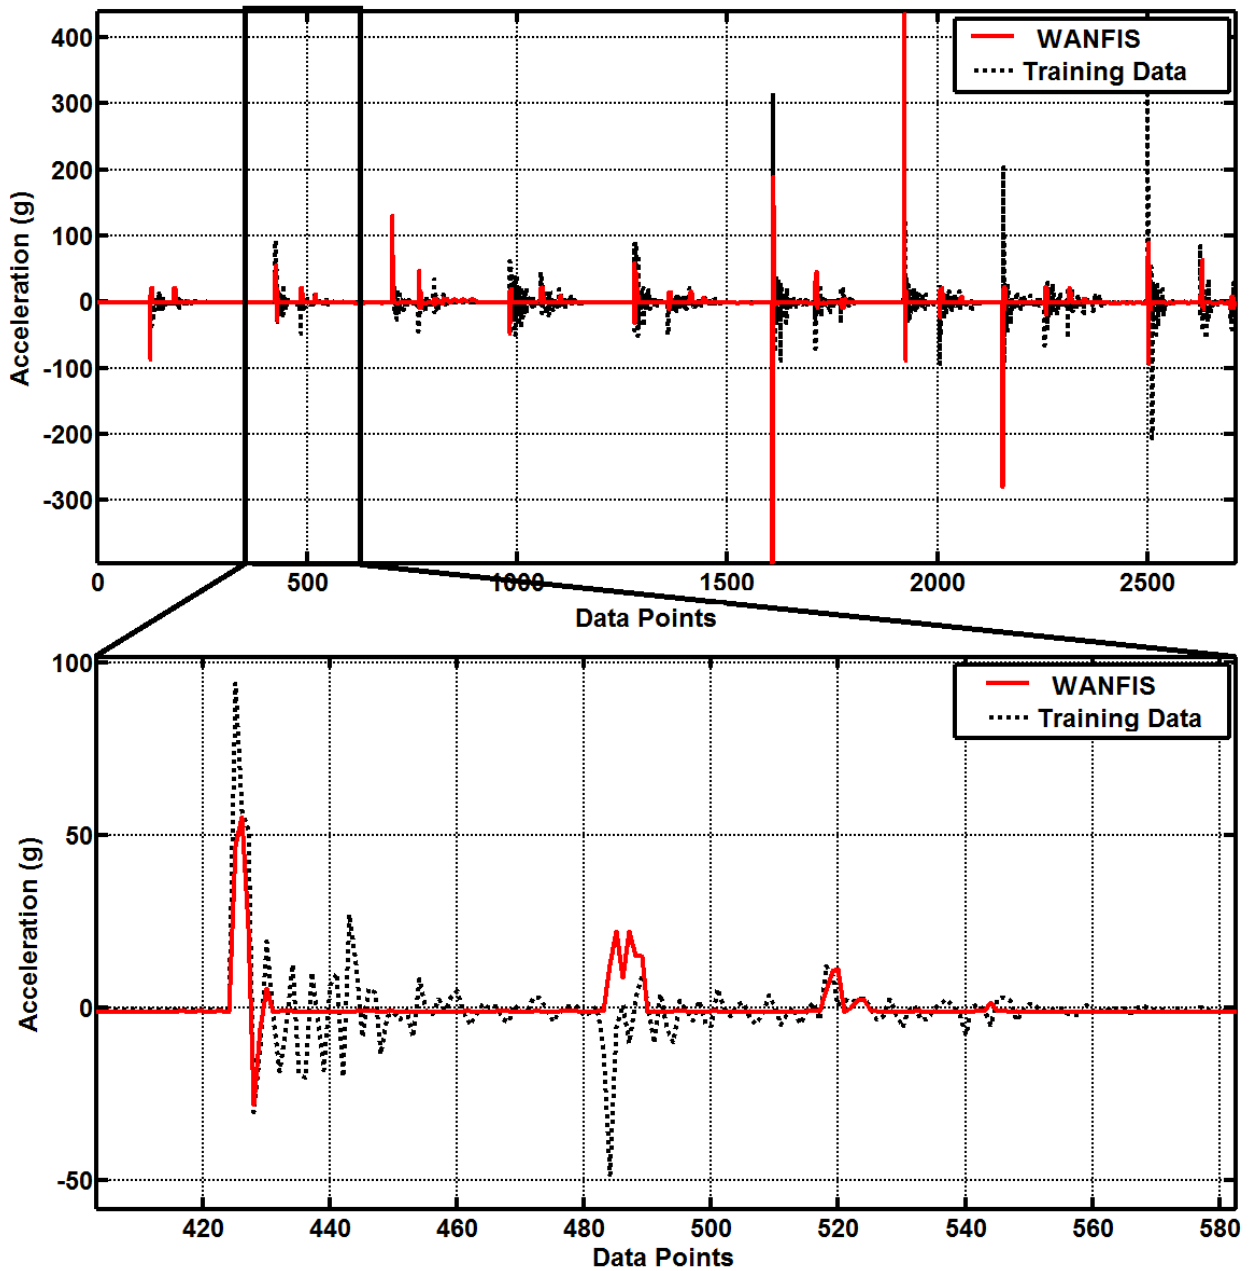 400
300
200
100
0
-100
-200
-300
Acceleration (g)
WANFIS
Training Data
0 500 1000 1500 2000 2500
Data Points
100
50
0
-50
Acceleration (g)
WANFIS
Training Data
420 440 460 480 500 520 540 560 580
Data Points